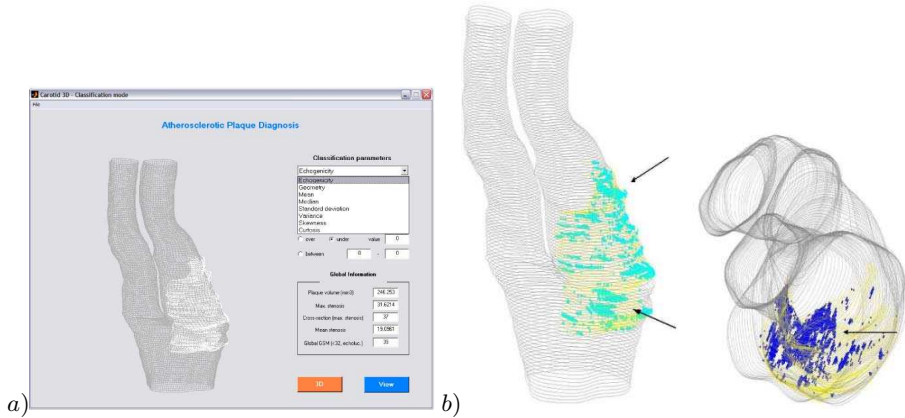 Carotid 3D - Classification mode
File
Atherosclerotic Plaque Diagnosis
Classification parameters
Echogenicity
Echogenicity
Geometry
Mean
Median
Standard deviation
Variance
Skewness
Curtosis
over under value 0
between 0 - 0
Global Information
Plaque volume (mm3) 246.253
Max. stenosis 31.6214
Cross-section (max. stenosis) 37
Mean stenosis 19.0961
Global GSM (<32, echoluc.)
3D
View
a)
b)